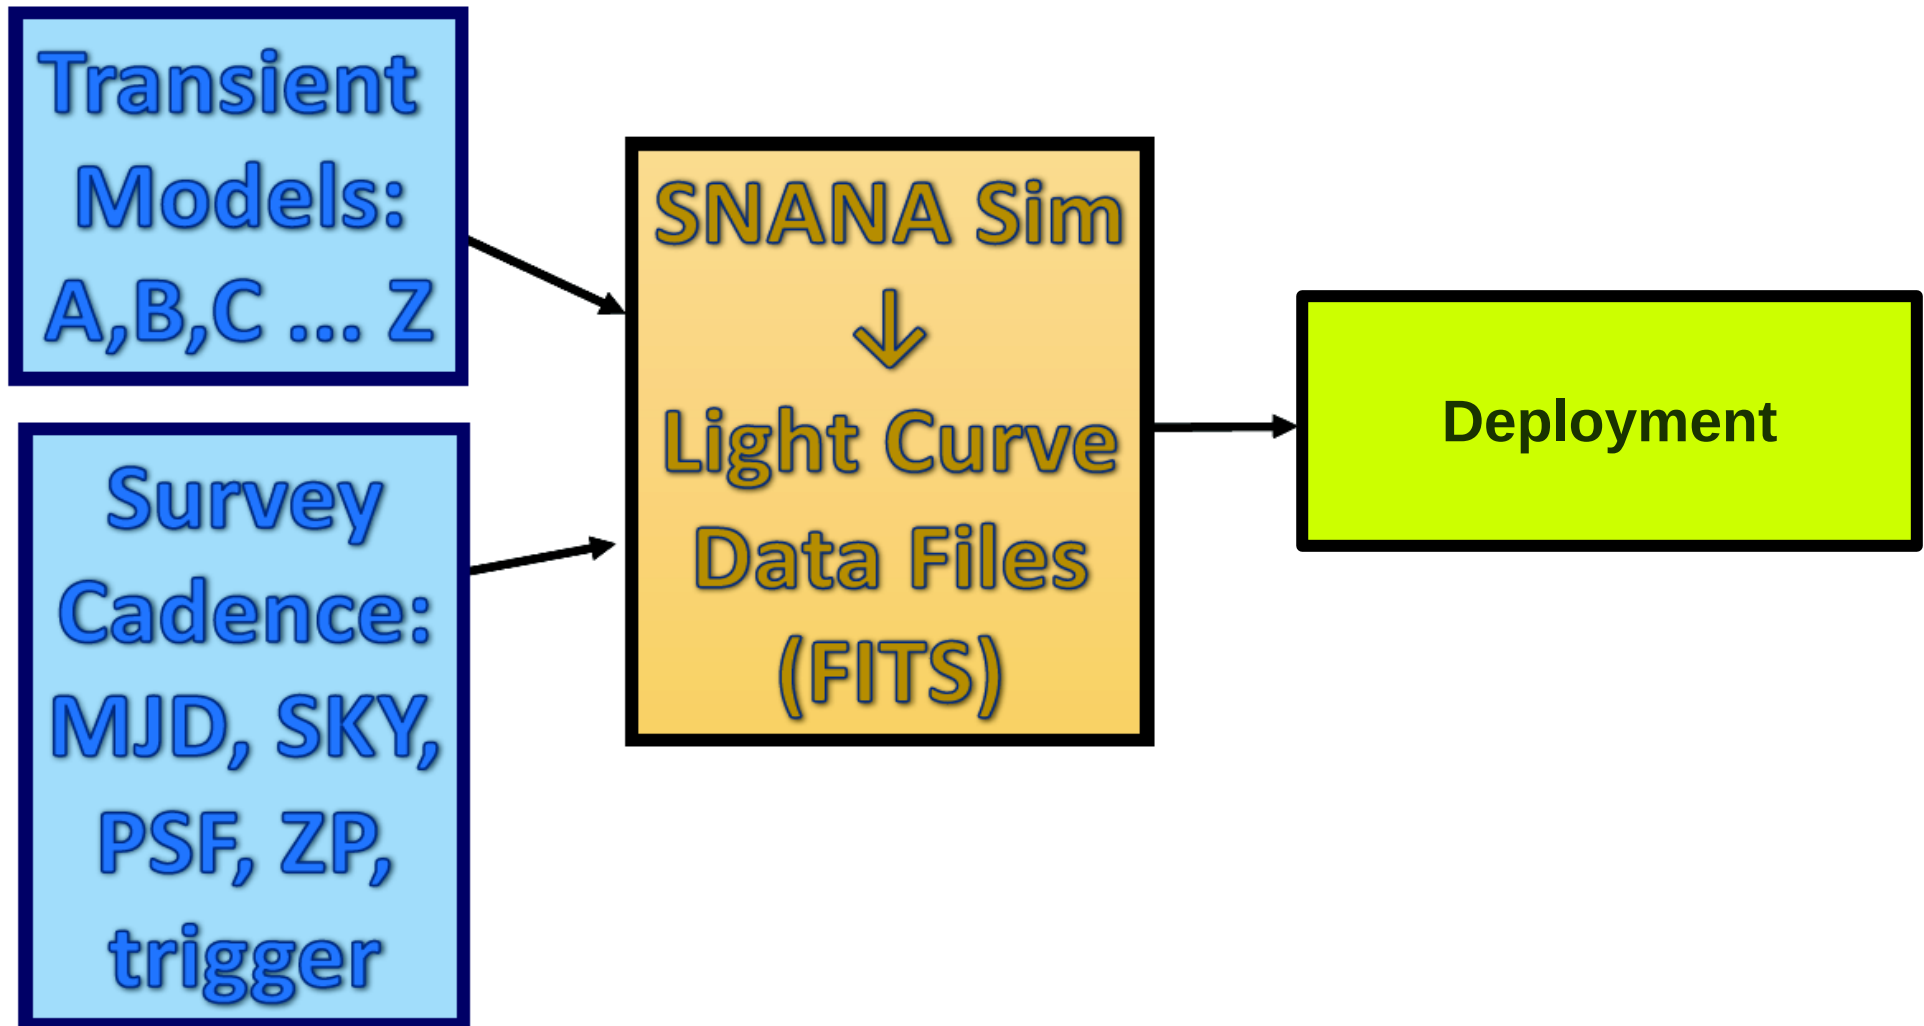 Transient
Models:
A,B,C ... Z
Survey
Cadence:
MJD, SKY,
PSF, ZP,
trigger
SNANA Sim
↓
Light Curve
Data Files
(FITS)
Deployment